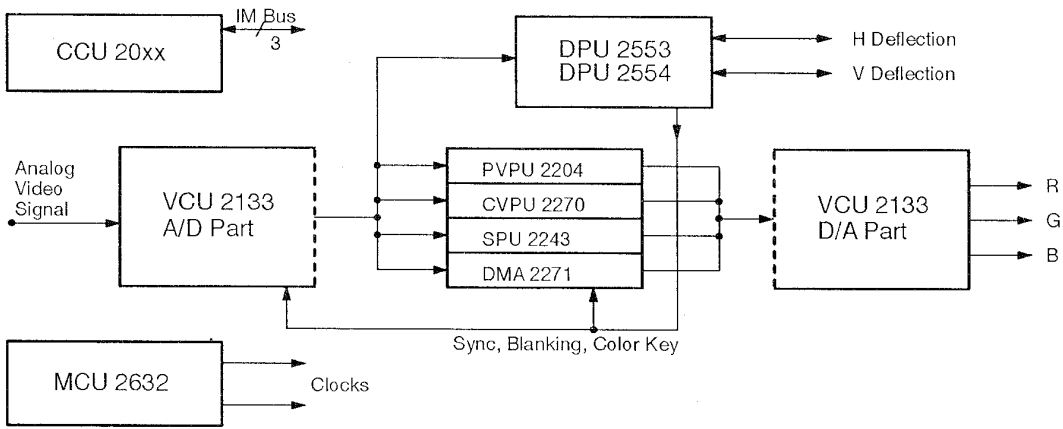 IM Bus
3
CCU 20xx
DPU 2553
DPU 2554
H Deflection
V Deflection
Analog
Video
Signal
VCU 2133
A/D Part
PVPU 2204
CVPU 2270
SPU 2243
DMA 2271
VCU 2133
D/A Part
R
G
B
Sync, Blanking, Color Key
MCU 2632
Clocks